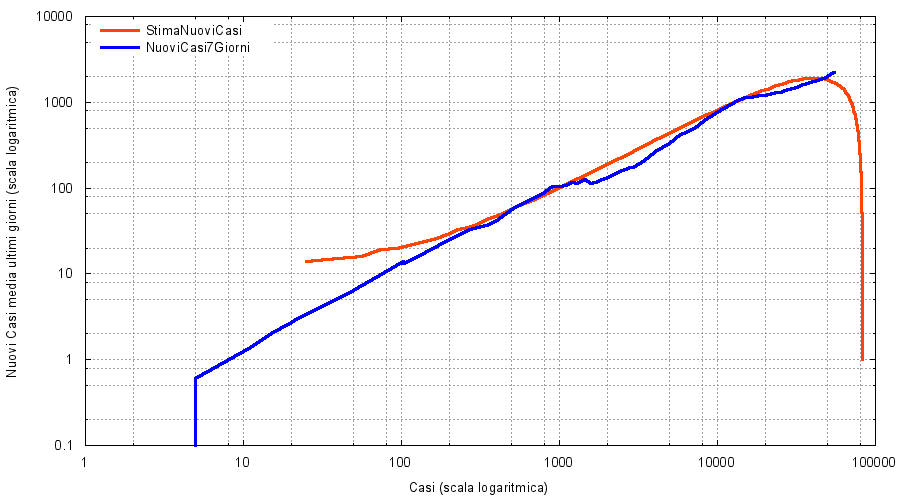 10000
StimaNuoviCasi
NuoviCasi7Giorni
1000
100
10
1
0.1
Nuovi Casi media ultimi giorni (scala logaritmica)
1 10 100 1000 10000 100000
Casi (scala logaritmica)